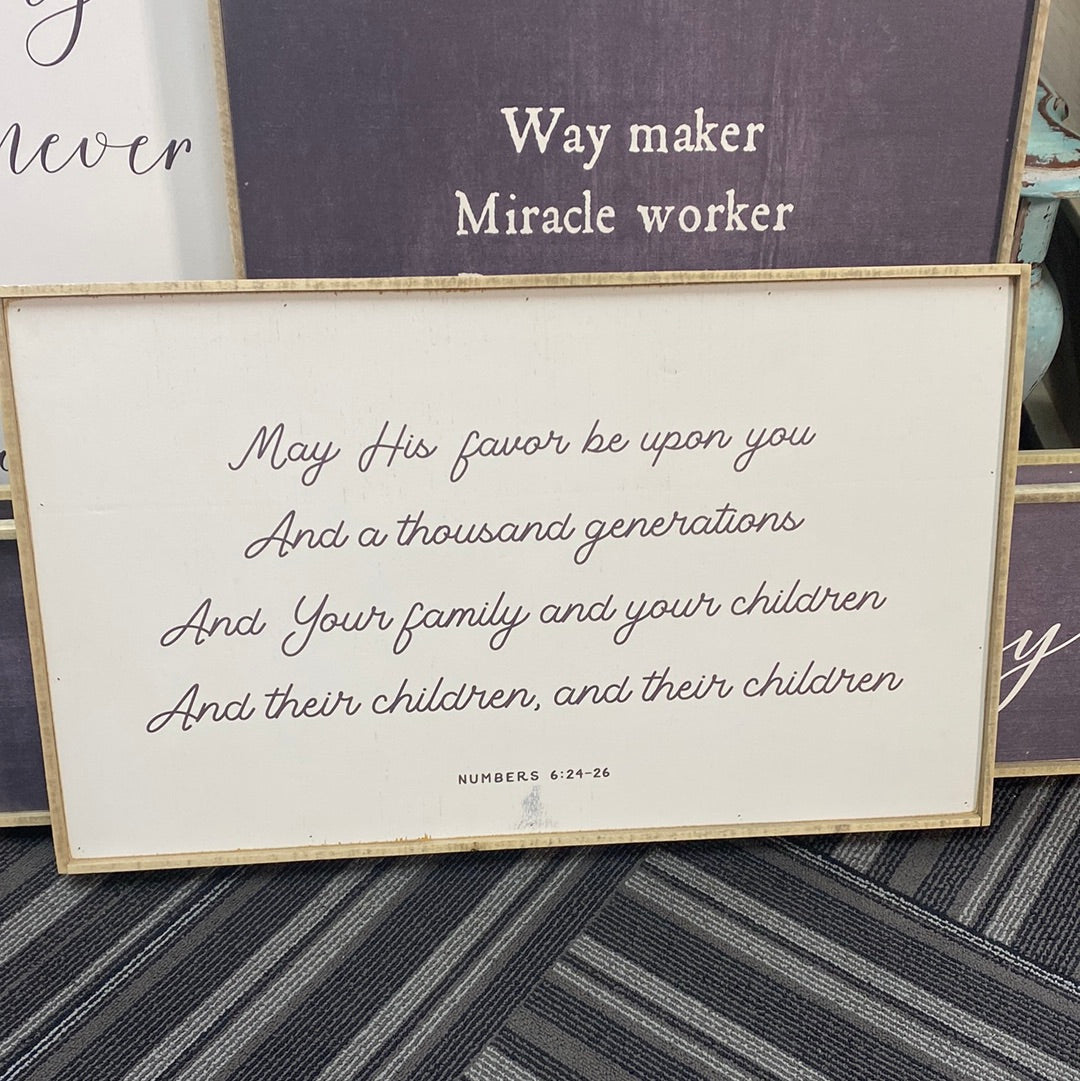 never
Way maker
Miracle worker
May His favor be upon you
And a thousand generations
And Your family and your children
And their children, and their children
NUMBERS 6:24-26